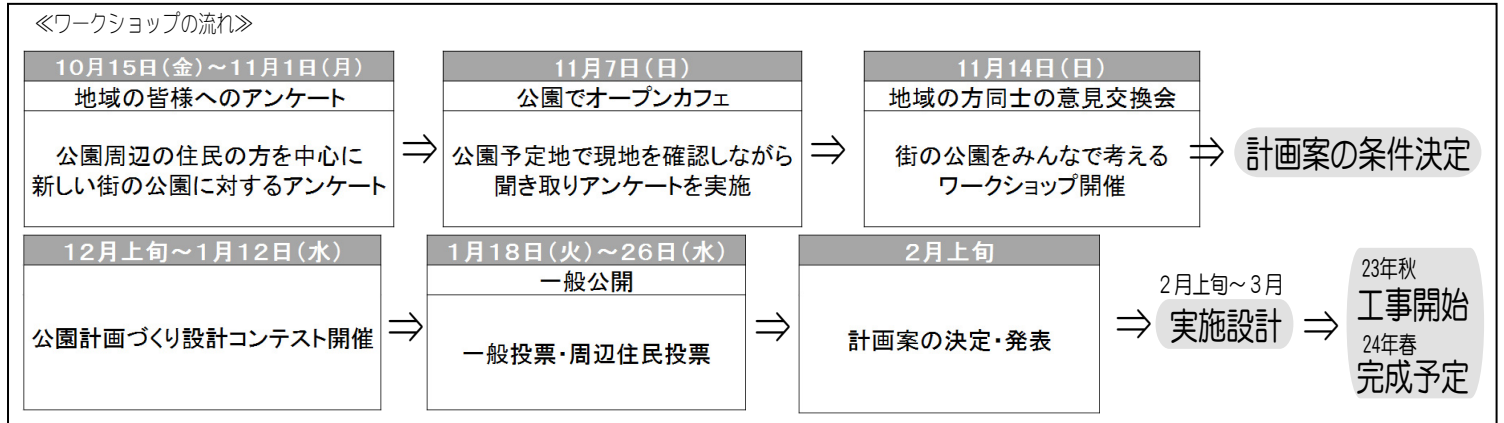 ≪ワークショップの流れ≫
10月15日(金)～11月1日(月)
地域の皆様へのアンケート
公園周辺の住民の方を中心に
新しい街の公園に対するアンケート
⇒
11月7日(日)
公園でオープンカフェ
公園予定地で現地を確認しながら
聞き取りアンケートを実施
⇒
11月14日(日)
地域の方同士の意見交換会
街の公園をみんなで考える
ワークショップ開催
⇒
計画案の条件決定
12月上旬～1月12日(水)
公園計画づくり設計コンテスト開催
⇒
1月18日(火)～26日(水)
一般公開
一般投票・周辺住民投票
⇒
2月上旬
計画案の決定・発表
⇒
2月上旬～3月
実施設計
⇒
23年秋
工事開始
24年春
完成予定